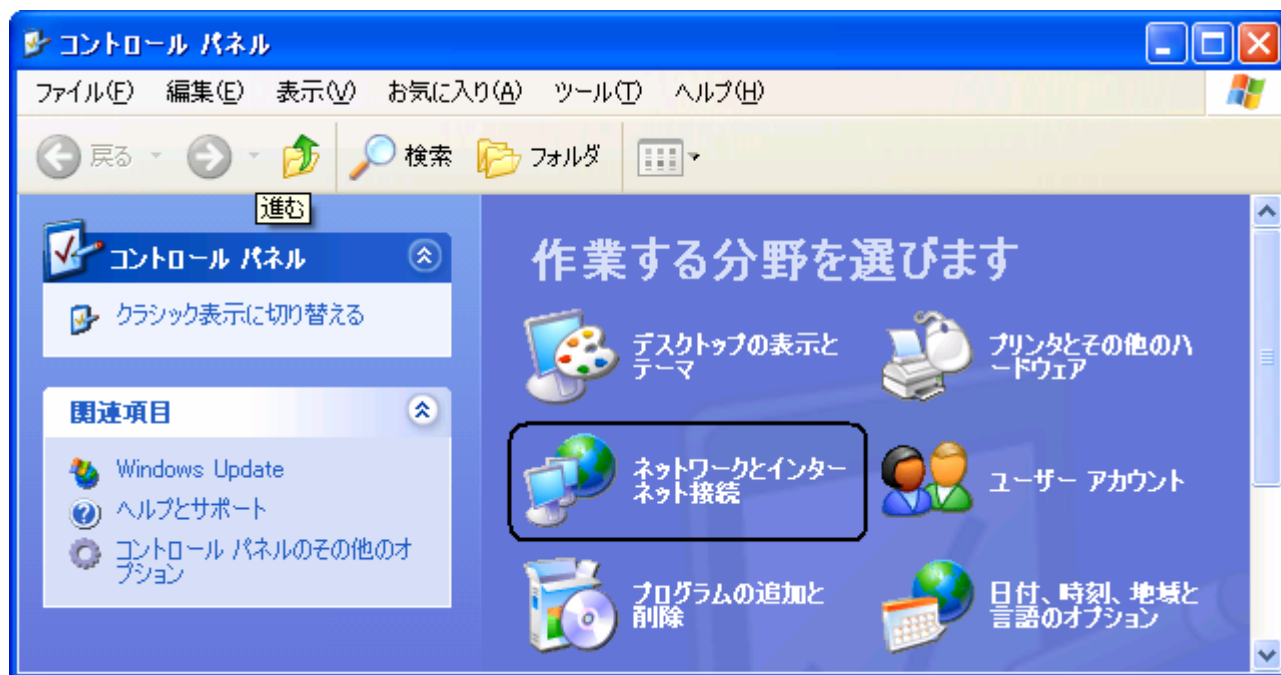 コントロール パネル
ファイル(F) 編集(E) 表示(V) お気に入り(A) ツール(T) ヘルプ(H)
戻る 検索 フォルダ
進む
コントロール パネル
クラシック表示に切り替える
関連項目
Windows Update
ヘルプとサポート
コントロール パネルのその他のオ
プション
作業する分野を選びます
デスクトップの表示と
テーマ
プリンタとその他のハ
ードウェア
ネットワークとインター
ネット接続
ユーザー アカウント
プログラムの追加と
削除
日付、時刻、地域と
言語のオプション